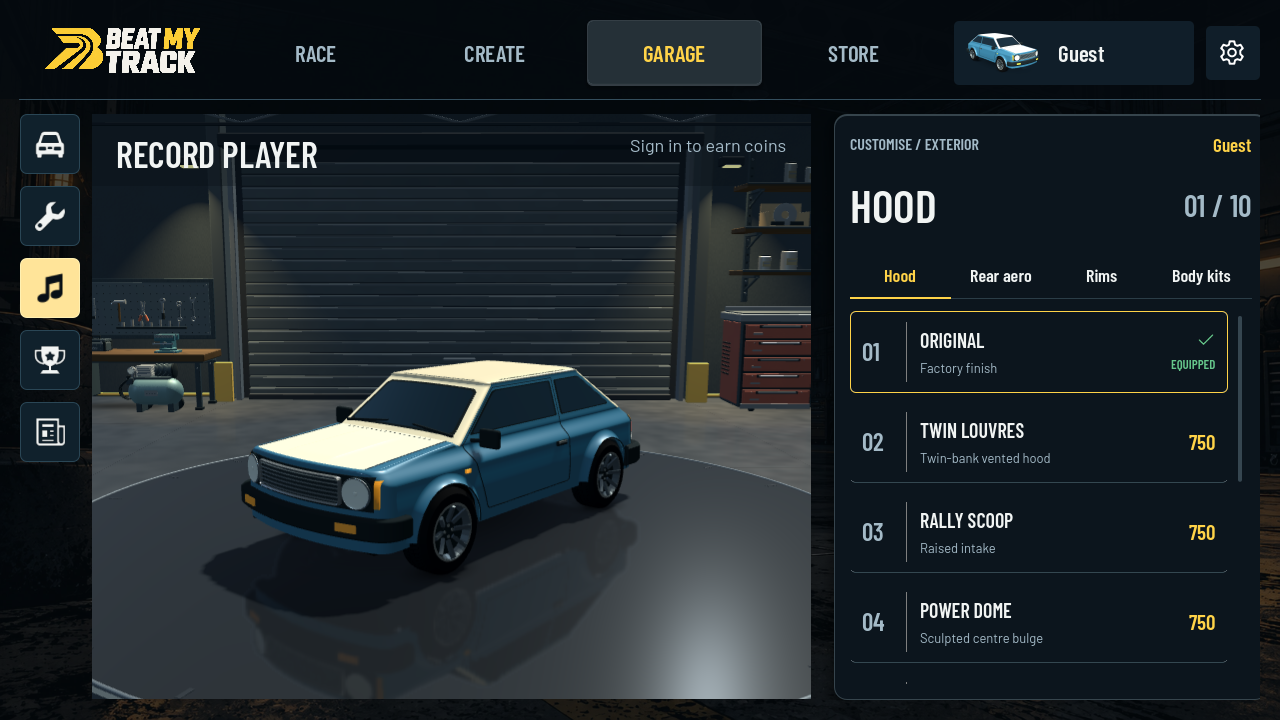 BEAT MY
TRACK
RACE
CREATE
GARAGE
STORE
Guest
RECORD PLAYER
Sign in to earn coins
CUSTOMISE / EXTERIOR
Guest
HOOD
01 / 10
Hood
Rear aero
Rims
Body kits
01
ORIGINAL
Factory finish
EQUIPPED
02
TWIN LOUVRES
Twin-bank vented hood
750
03
RALLY SCOOP
Raised intake
750
04
POWER DOME
Sculpted centre bulge
750